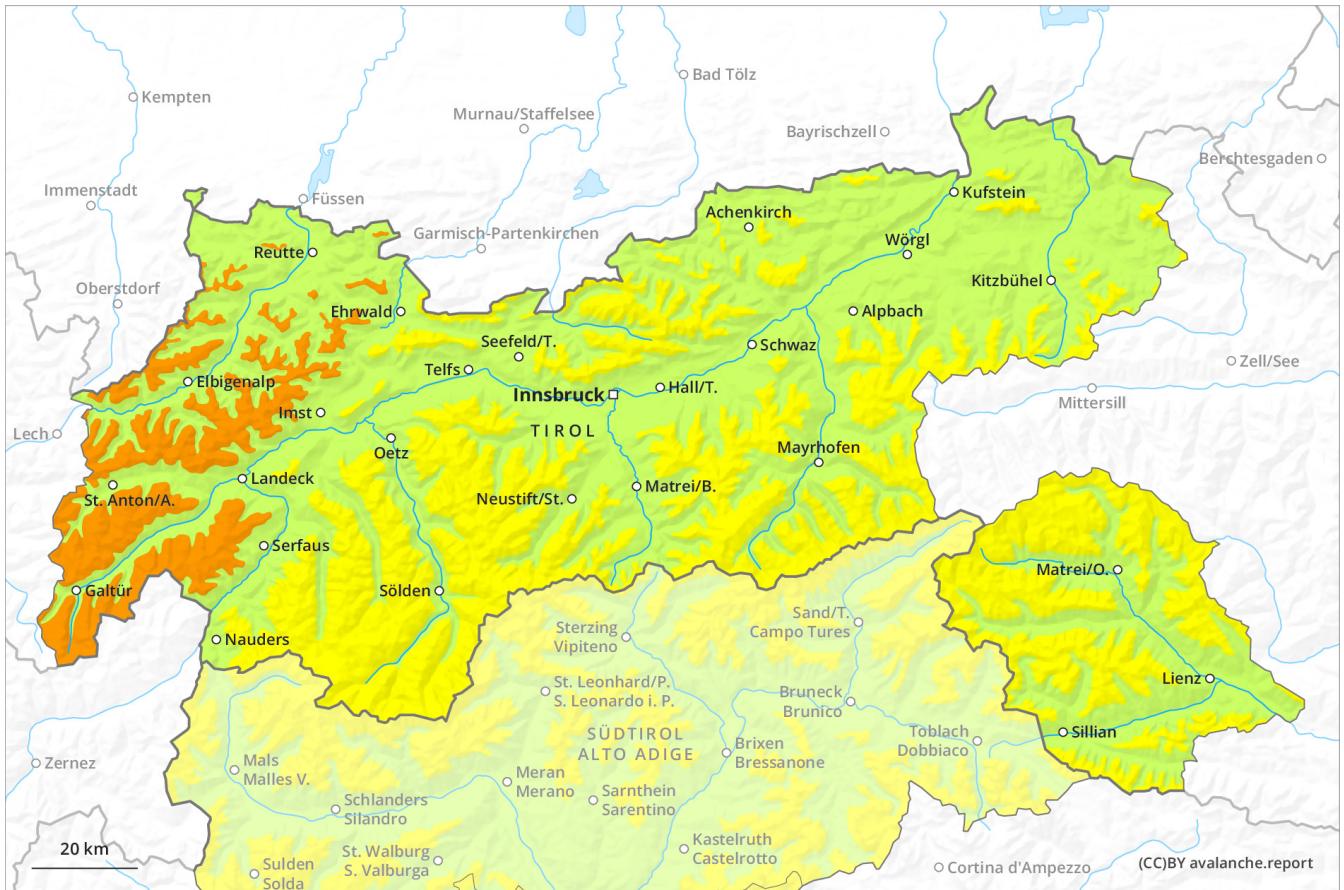 Bad Tölz
Kempten
Murnau/Staffelsee
Bayrischzell
Berchtesgaden
Immenstadt
Füssen
Kufstein
Achenkirch
Garmisch-Partenkirchen
Wörgl
Reutte
Kitzbühel
Oberstdorf
Ehrwald
Alpbach
Seefeld/T.
Schwaz
Zell/See
Telfs
Elbigenalp
Hall/T.
Innsbruck
Mittersill
Imst
Lech
TIROL
Oetz
Mayrhofen
Landeck
Matrei/B.
St. Anton/A.
Neustift/St.
Serfaus
Matrei/O.
Galtür
Sölden
Sand/T.
Campo Tures
Sterzing
Vipiteno
Nauders
Lienz
St. Leonhard/P.
S. Leonardo i. P.
Bruneck
Brunico
SÜDTIROL
ALTO ADIGE
Toblach
Dobbiaco
Sillian
Brixen
Bressanone
Zernez
Mals
Malles V.
Meran
Merano
Sarnthein
Sarentino
Schlanders
Silandro
Kastelruth
Castelrotto
20 km
St. Walburg
S. Valburga
Sulden
Solda
Cortina d'Ampezzo
(CC)BY avalanche.report